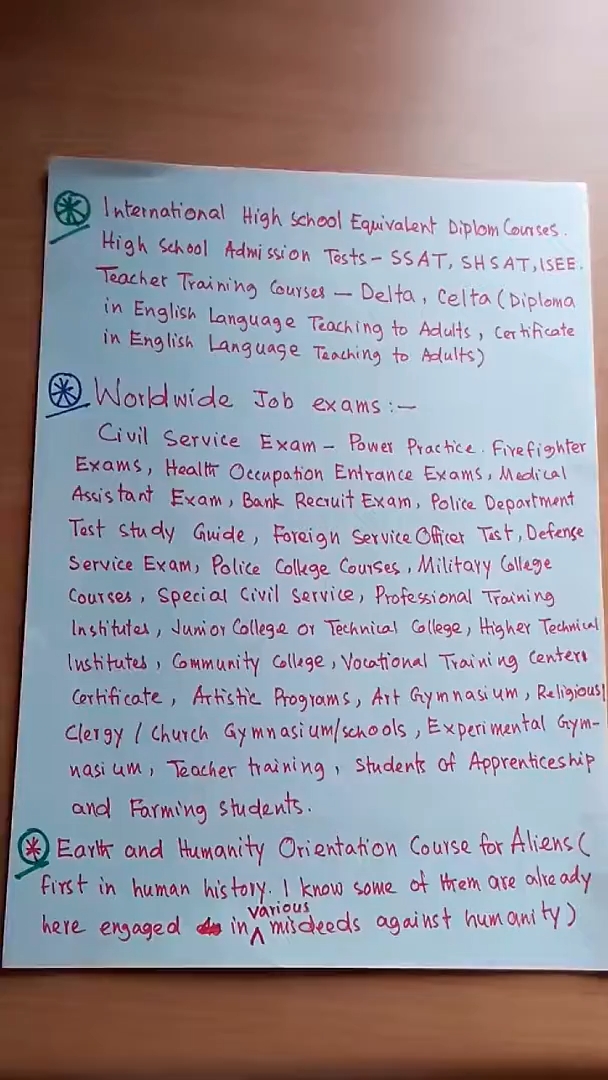 International High School Equivalent Diplom Courses.
High School Admission Tests - SSAT, SHSAT, ISEE.
Teacher Training Courses - Delta, Celta (Diploma
in English Language Teaching to Adults, Certificate
in English Language Teaching to Adults)
Worldwide Job exams :-
Civil Service Exam - Power Practice. Firefighter
Exams, Health Occupation Entrance Exams, Medical
Assistant Exam, Bank Recruit Exam, Police Department
Test Study Guide, Foreign Service Officer Test, Defense
Service Exam, Police College Courses, Military College
Courses, Special Civil Service, Professional Training
Institutes, Junior College or Technical College, Higher Technical
Institutes, Community College, Vocational Training Centers
Certificate, Artistic Programs, Art Gymnasium, Religious/
Clergy / Church Gymnasium/schools, Experimental Gym-
nasium, Teacher training, Students of Apprenticeship
and Farming Students.
Earth and Humanity Orientation Course for Aliens (
first in human history. I know some of them are already
here engaged in various misdeeds against humanity)